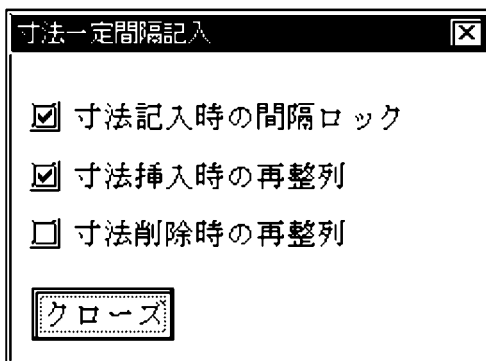 寸法一定間隔記入
寸法記入時の間隔ロック
寸法挿入時の再整列
寸法削除時の再整列
クローズ